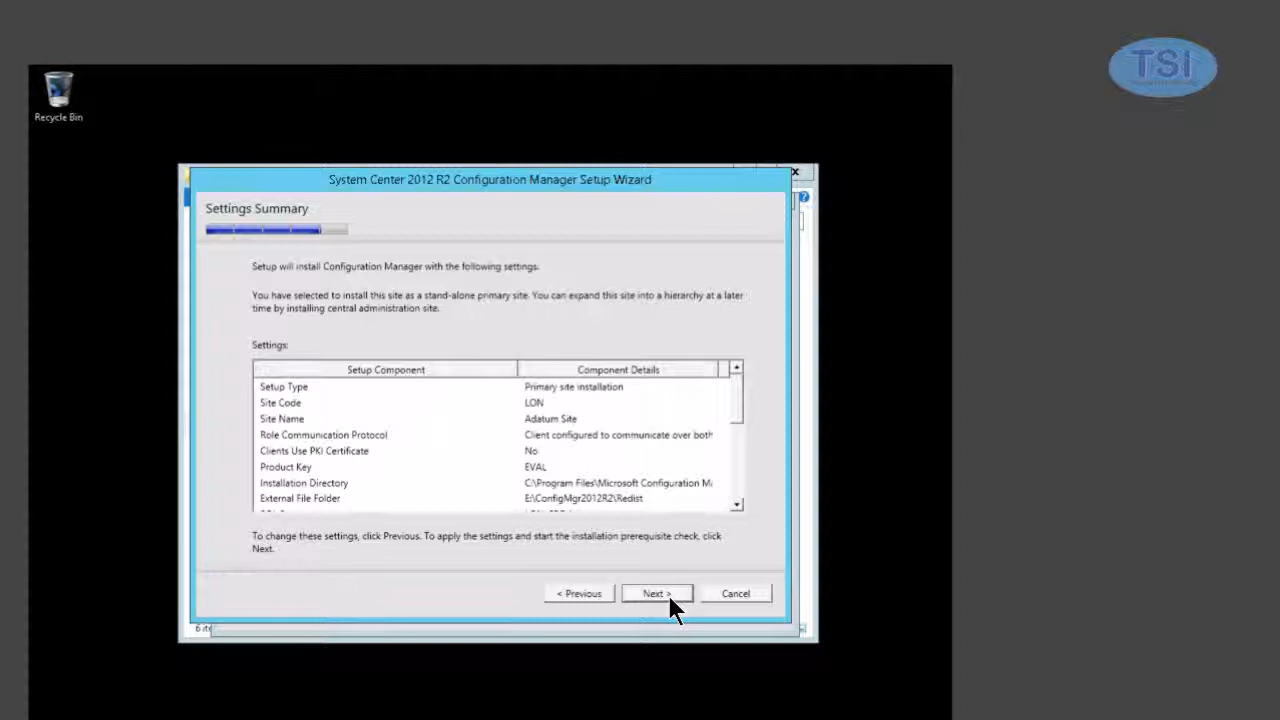 TSI
Recycle Bin
System Center 2012 R2 Configuration Manager Setup Wizard
Settings Summary
Setup will install Configuration Manager with the following settings.
You have selected to install this site as a stand-alone primary site. You can expand this site into a hierarchy at a later
time by installing central administration site.
Settings:
Setup Component Component Details
Setup Type Primary site installation
Site Code LON
Site Name Adatum Site
Role Communication Protocol Client configured to communicate over both
Clients Use PKI Certificate No
Product Key EVAL
Installation Directory C:\Program Files\Microsoft Configuration Ma
External File Folder E:\ConfigMgr2012R2\Redist
To change these settings, click Previous. To apply the settings and start the installation prerequisite check, click
Next.
< Previous Next > Cancel